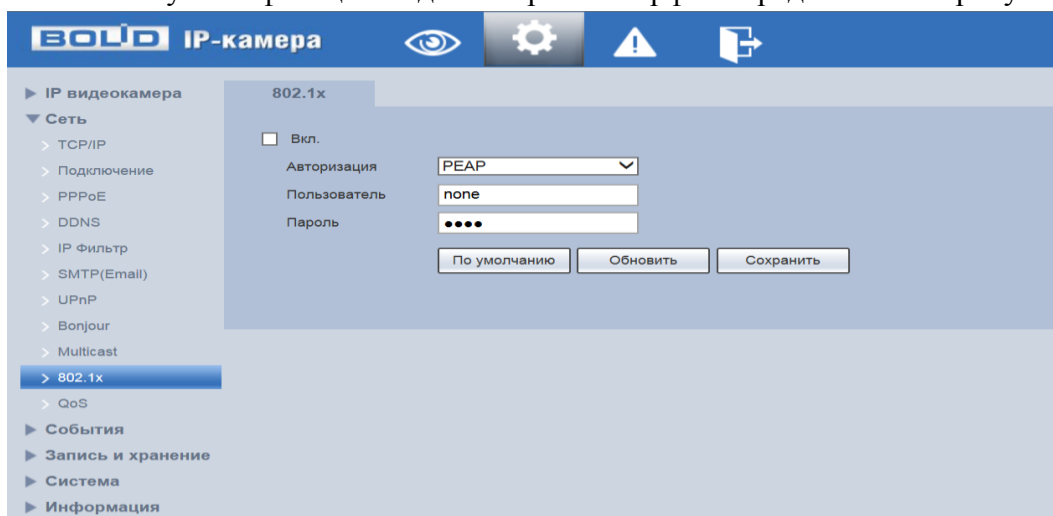 BOLID IP-камера
IP видеокамера
Сеть
TCP/IP
Подключение
PPPoE
DDNS
IP Фильтр
SMTP(Email)
UPnP
Bonjour
Multicast
802.1x
QoS
События
Запись и хранение
Система
Информация
802.1x
Вкл.
Авторизация PEAP
Пользователь none
Пароль ●●●●
По умолчанию Обновить Сохранить